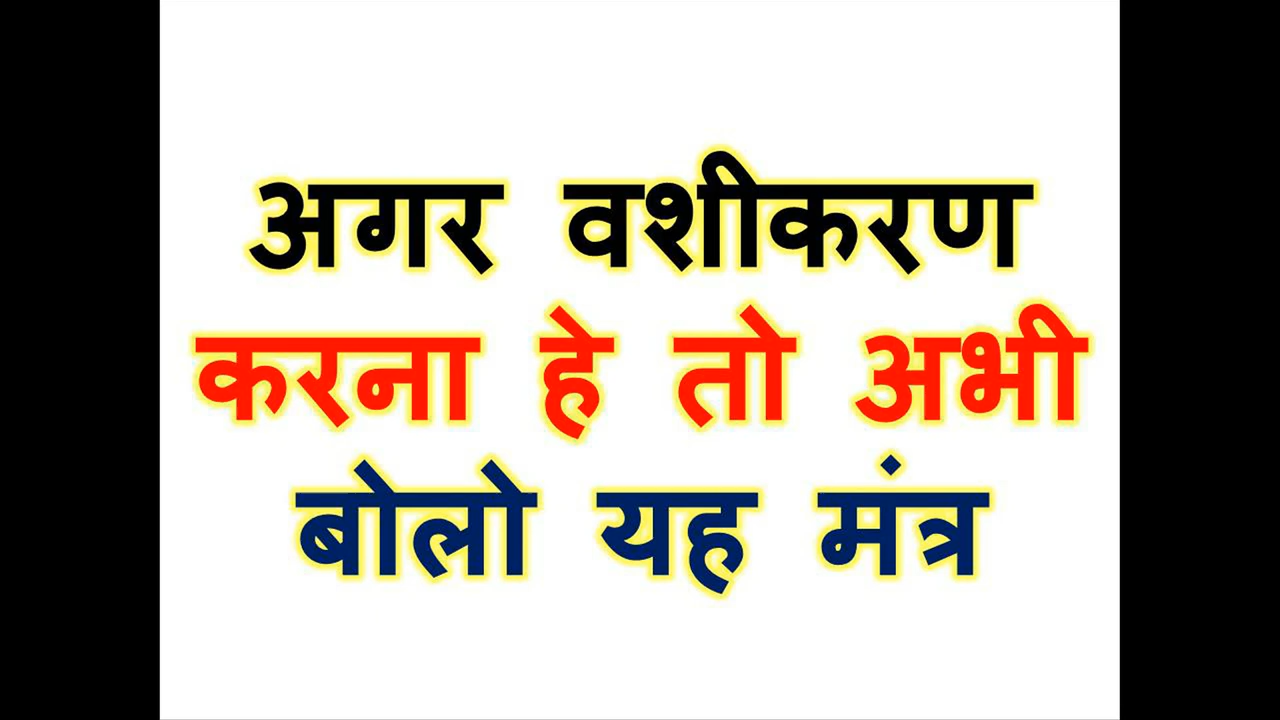 अगर वशीकरण
करना हे तो अभी
बोलो यह मंत्र